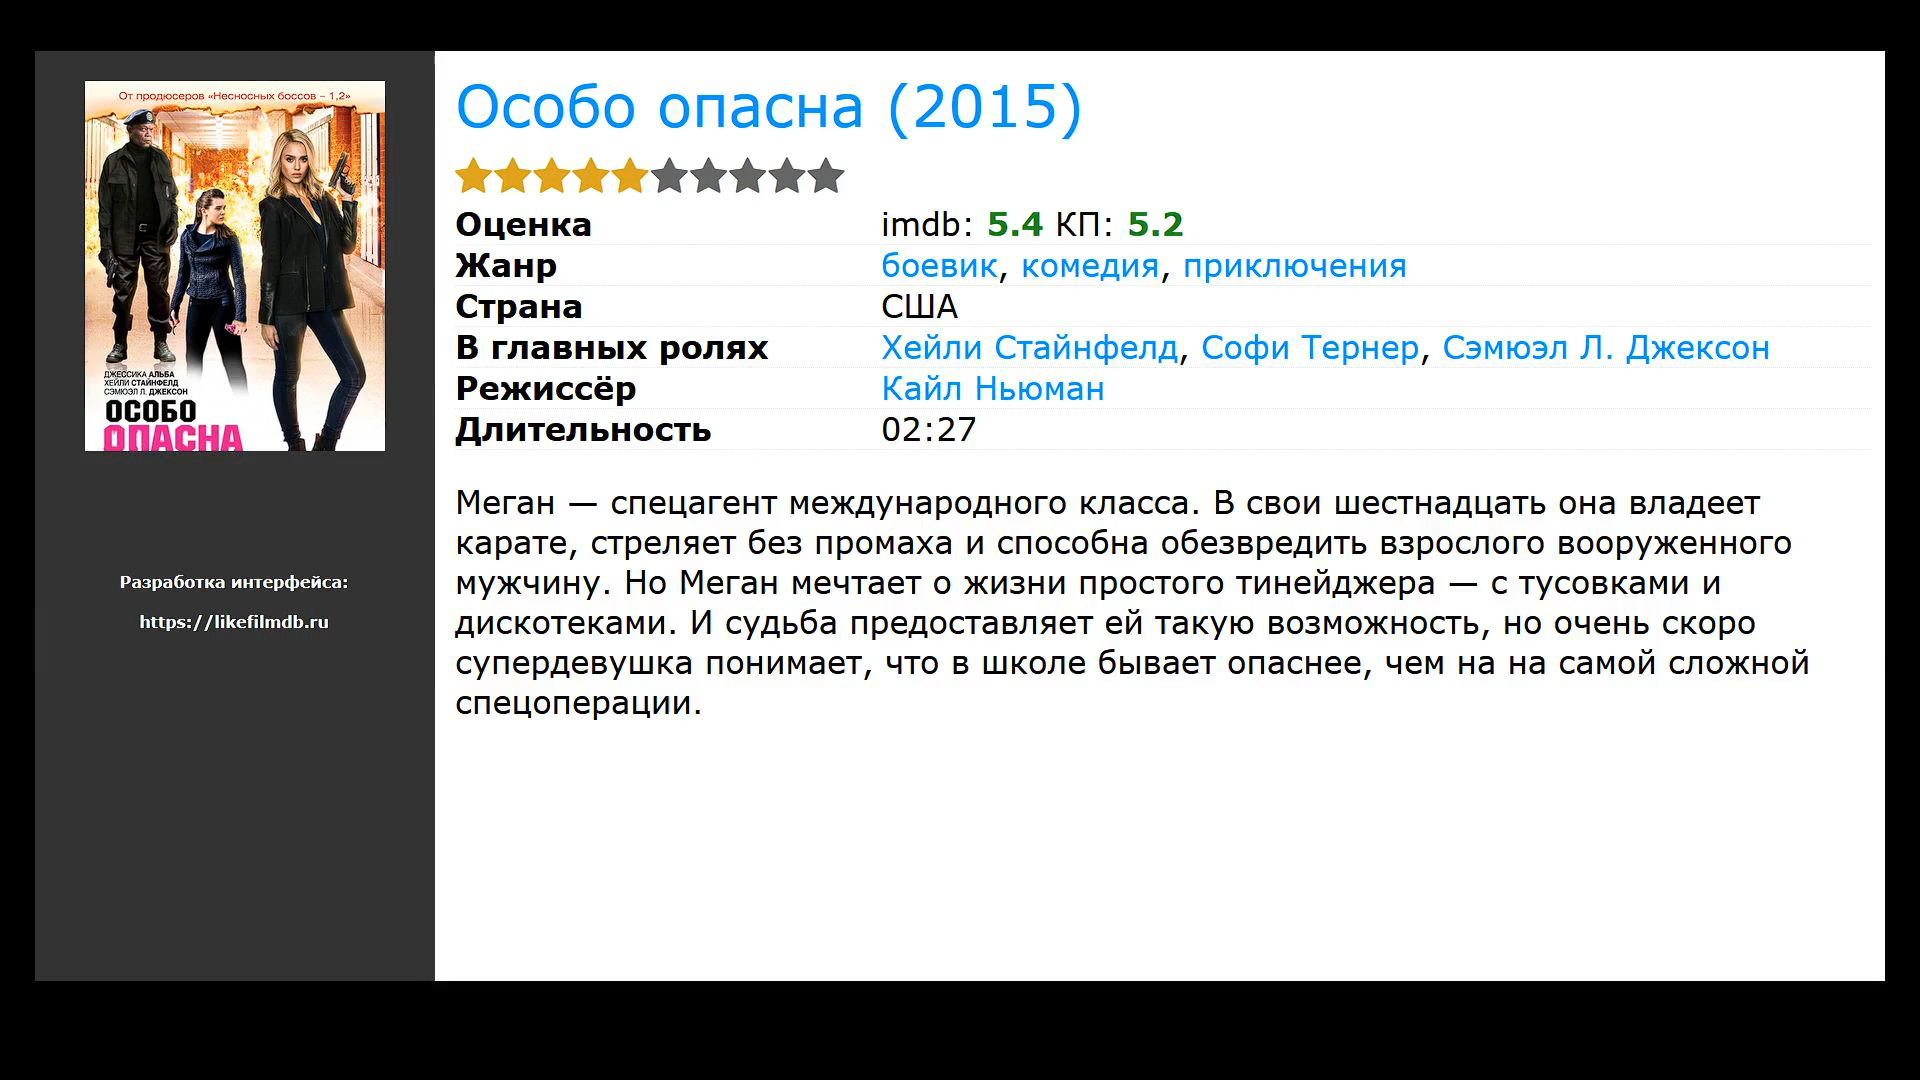 От продюсеров «Несносных боссов – 1,2»
ДЖЕССИКА АЛЬБА
ХЕЙЛИ СТАЙНФЕЛД
СЭМЮЭЛ Л. ДЖЕКСОН
ОСОБО
ОПАСНА
Разработка интерфейса:
https://likefilmdb.ru
Особо опасна (2015)
Оценка imdb: 5.4 КП: 5.2
Жанр боевик, комедия, приключения
Страна США
В главных ролях Хейли Стайнфелд, Софи Тернер, Сэмюэл Л. Джексон
Режиссёр Кайл Ньюман
Длительность 02:27
Меган — спецагент международного класса. В свои шестнадцать она владеет
карате, стреляет без промаха и способна обезвредить взрослого вооруженного
мужчину. Но Меган мечтает о жизни простого тинейджера — с тусовками и
дискотеками. И судьба предоставляет ей такую возможность, но очень скоро
супердевушка понимает, что в школе бывает опаснее, чем на на самой сложной
спецоперации.